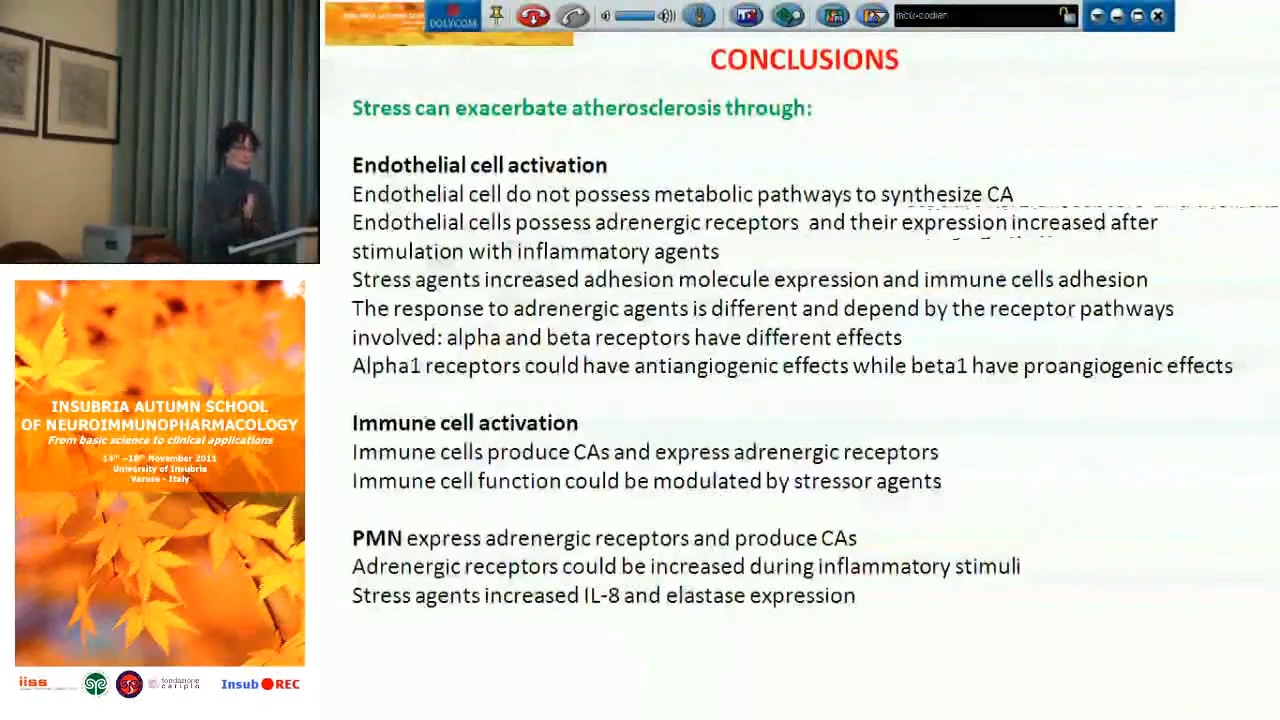 POLYCOM
mcu-codian
CONCLUSIONS
Stress can exacerbate atherosclerosis through:
Endothelial cell activation
Endothelial cell do not possess metabolic pathways to synthesize CA
Endothelial cells possess adrenergic receptors and their expression increased after
stimulation with inflammatory agents
Stress agents increased adhesion molecule expression and immune cells adhesion
The response to adrenergic agents is different and depend by the receptor pathways
involved: alpha and beta receptors have different effects
Alpha1 receptors could have antiangiogenic effects while beta1 have proangiogenic effects
Immune cell activation
Immune cells produce CAs and express adrenergic receptors
Immune cell function could be modulated by stressor agents
PMN express adrenergic receptors and produce CAs
Adrenergic receptors could be increased during inflammatory stimuli
Stress agents increased IL-8 and elastase expression
INSUBRIA AUTUMN SCHOOL
OF NEUROIMMUNOPHARMACOLOGY
From basic science to clinical applications
14th -18th November 2011
University of Insubria
Varese - Italy
iiss
fondazione
cariplo
Insub REC